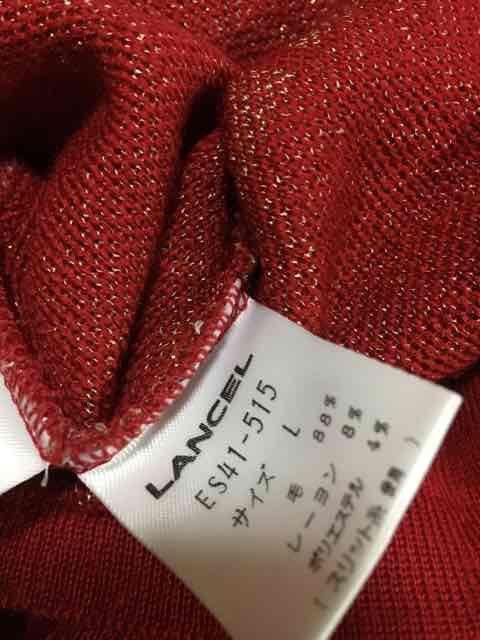 LANCEL
ES41-515
サイズ L
毛 88%
レーヨン 8%
ポリエステル 4%
(スリット糸 使用)